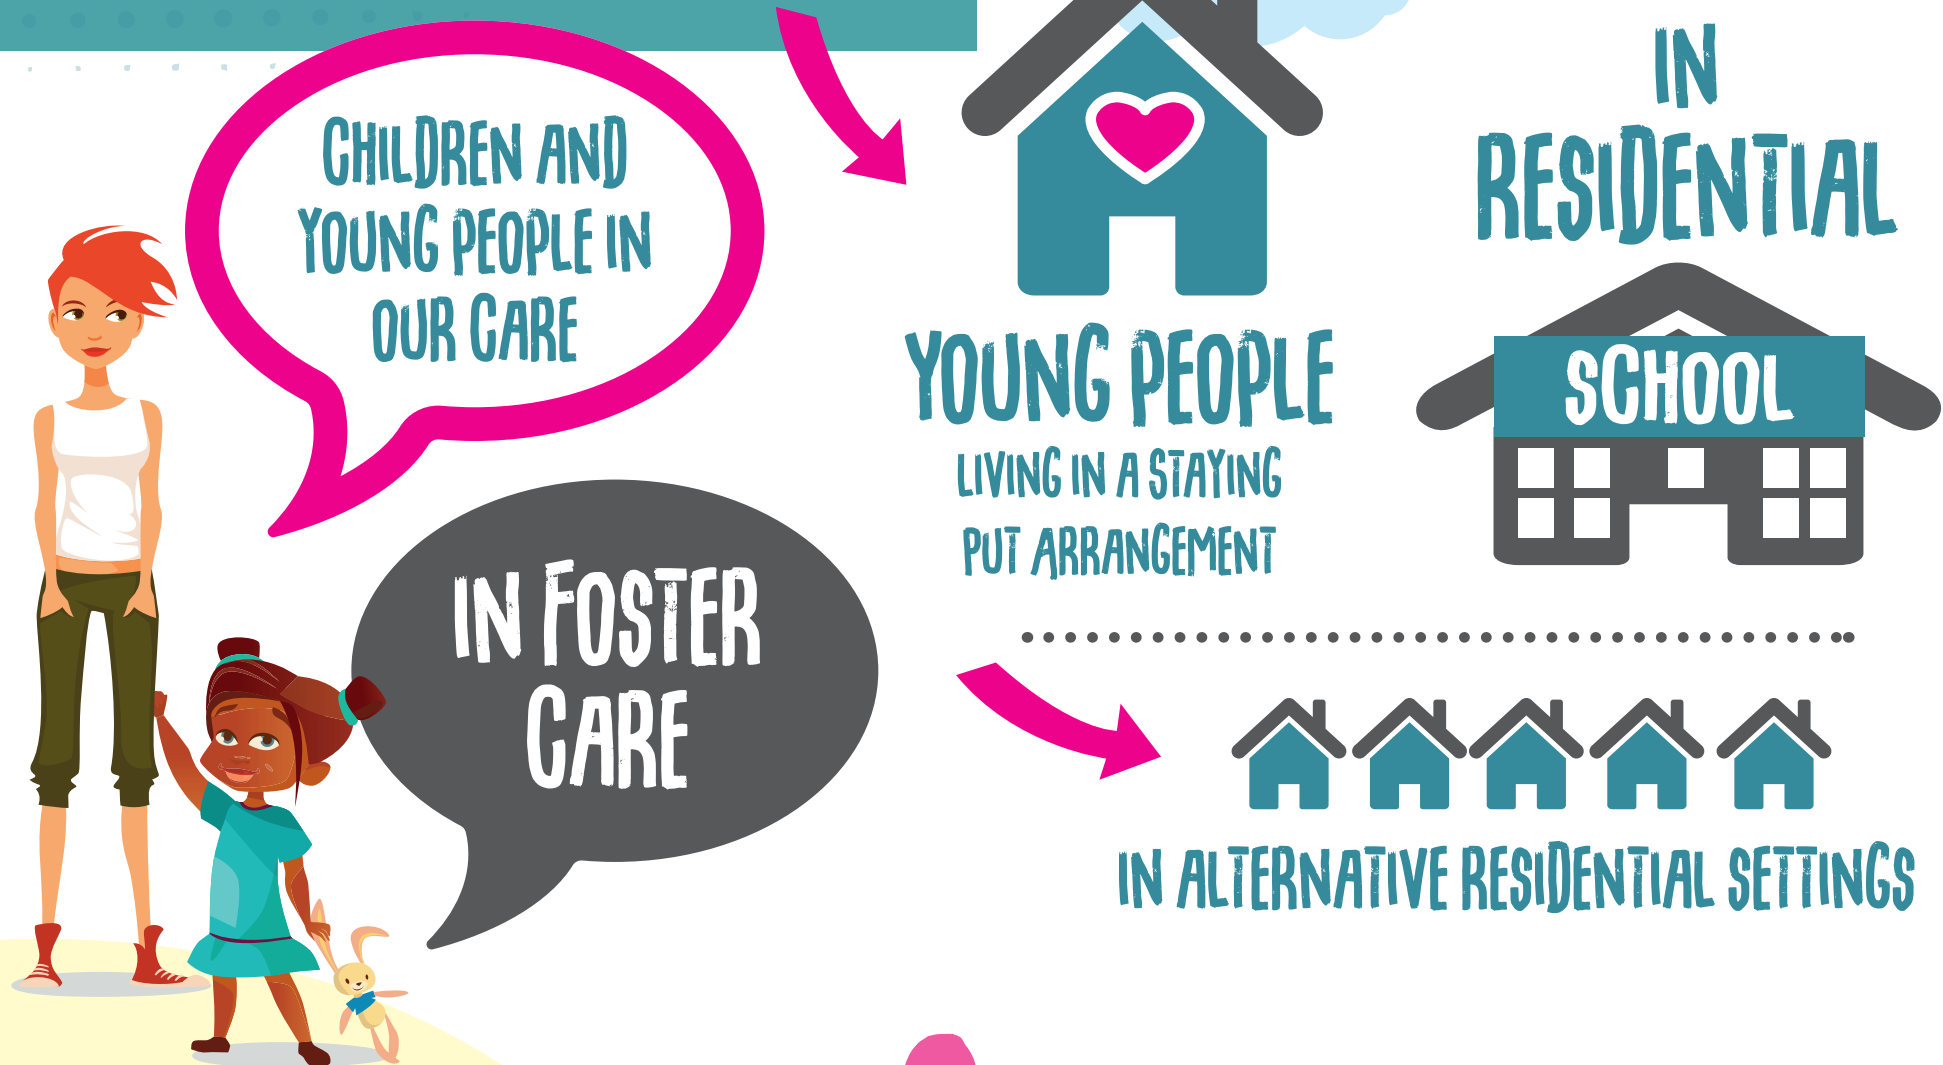 CHILDREN AND
YOUNG PEOPLE IN
OUR CARE
IN FOSTER
CARE
YOUNG PEOPLE
LIVING IN A STAYING
PUT ARRANGEMENT
IN
RESIDENTIAL
SCHOOL
IN ALTERNATIVE RESIDENTIAL SETTINGS